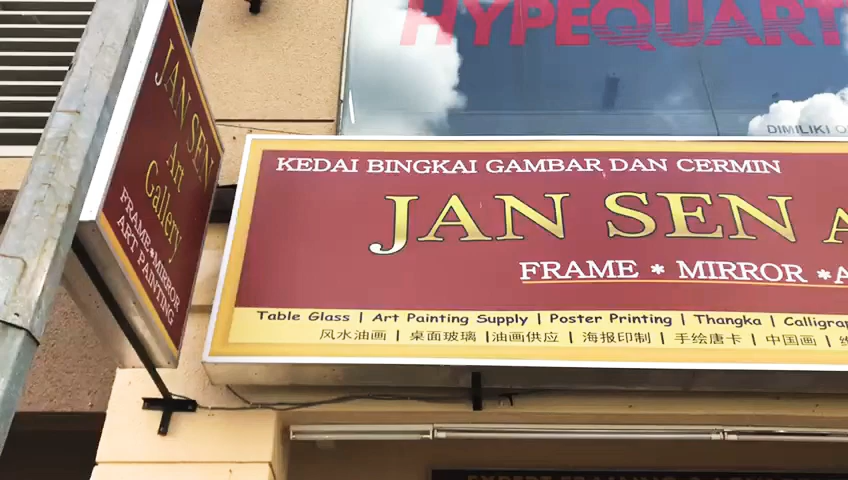 HYPEQUART
DIMILIKI
JAN SEN
Art
Gallery
FRAME*MIRROR
ART PAINTING
KEDAI BINGKAI GAMBAR DAN CERMIN
JAN SEN A
FRAME * MIRROR *A
Table Glass | Art Painting Supply | Poster Printing | Thangka | Calligrap
风水油画 | 桌面玻璃 |油画供应 | 海报印制 | 手绘唐卡 | 中国画 |